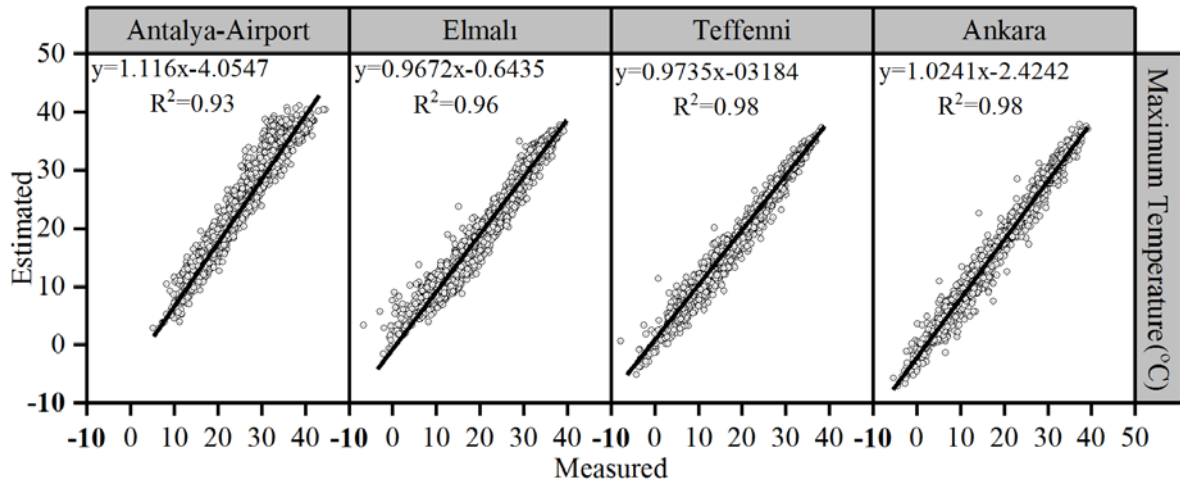 Antalya-Airport Elmalı Teffenni Ankara
y=1.116x-4.0547 y=0.9672x-0.6435 y=0.9735x-03184 y=1.0241x-2.4242
R²=0.93 R²=0.96 R²=0.98 R²=0.98
50
40
30
20
10
0
-10
Estimated
-10 0 10 20 30 40 -10 0 10 20 30 40 -10 0 10 20 30 40 -10 0 10 20 30 40 50
Measured
Maximum Temperature(°C)